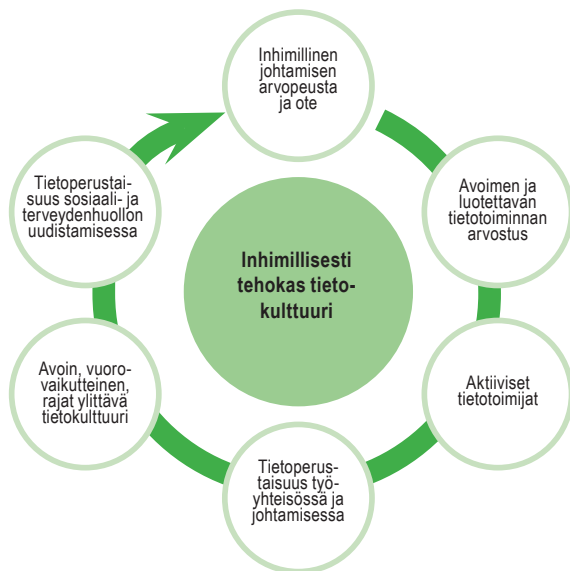 Inhimillinen
johtamisen
arvopeusta
ja ote
Avoimen ja
luotettavan
tietotoiminnan
arvostus
Aktiiviset
tietotoimijat
Tietoperus-
taisuus työ-
yhteisössä ja
johtamisessa
Avoin, vuoro-
vaikutteinen,
rajat ylittävä
tietokulttuuri
Tietoperustai-
suus sosiaali- ja
terveydenhuollon
uudistamisessa
Inhimillisesti
tehokas tieto-
kulttuuri